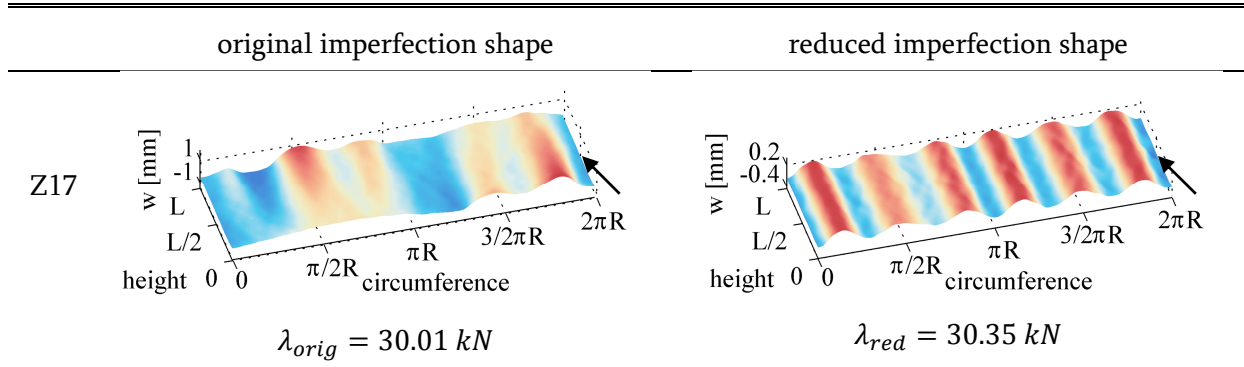 original imperfection shape reduced imperfection shape
Z17
w [mm] 1 -1 L L/2 0 height 0 π/2R πR 3/2πR 2πR circumference
w [mm] 0.2 -0.4 L L/2 0 height 0 π/2R πR 3/2πR 2πR circumference
λorig = 30.01 kN λred = 30.35 kN